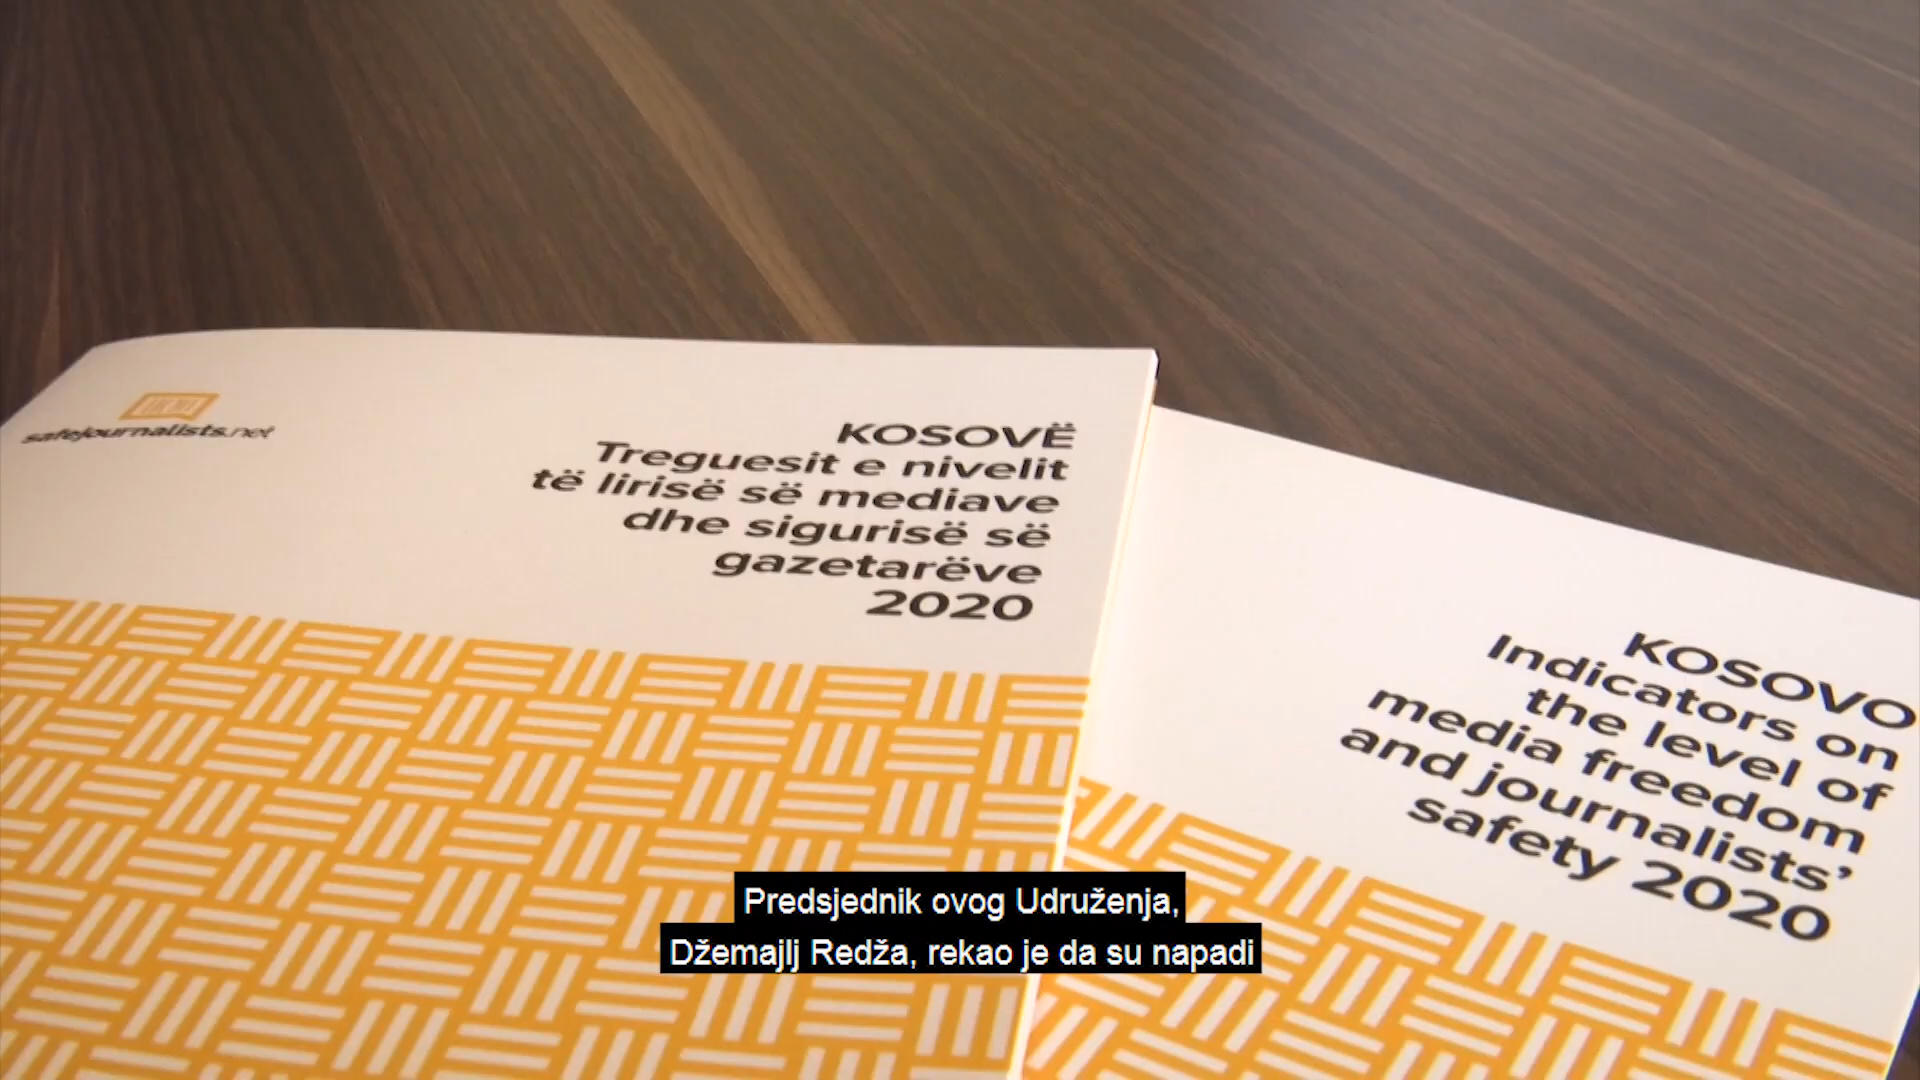 safejournalists.net
KOSOVË
Treguesit e nivelit
të lirisë së mediave
dhe sigurisë së
gazetarëve
2020
KOSOVO
Indicators on
the level of
media freedom
and journalists’
safety 2020
Predsjednik ovog Udruženja,
Džemajlj Redža, rekao je da su napadi